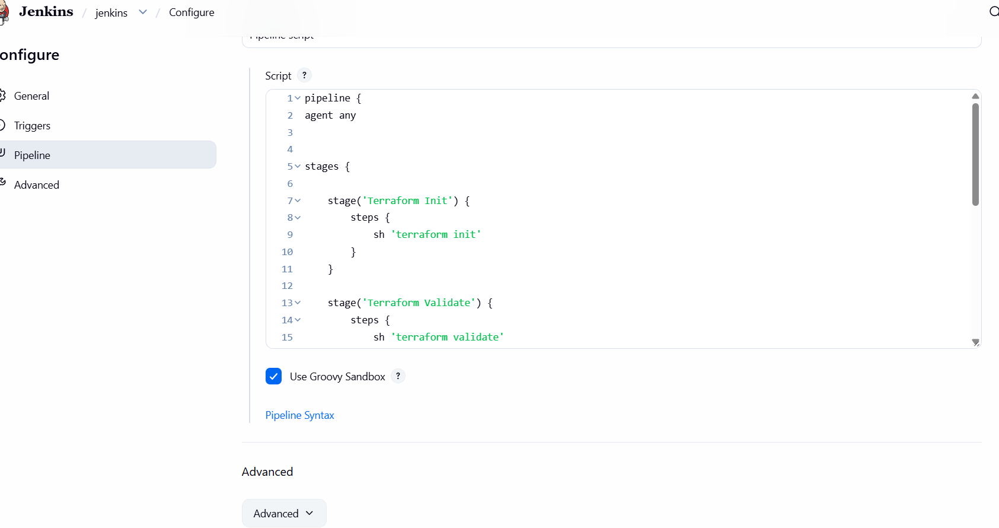 Jenkins / jenkins / Configure
Pipeline script
onfigure
General
Triggers
Pipeline
Advanced
Script ?
1 pipeline {
2 agent any
3
4
5 stages {
6
7     stage('Terraform Init') {
8         steps {
9             sh 'terraform init'
10         }
11     }
12
13     stage('Terraform Validate') {
14         steps {
15             sh 'terraform validate'
Use Groovy Sandbox ?
Pipeline Syntax
Advanced
Advanced